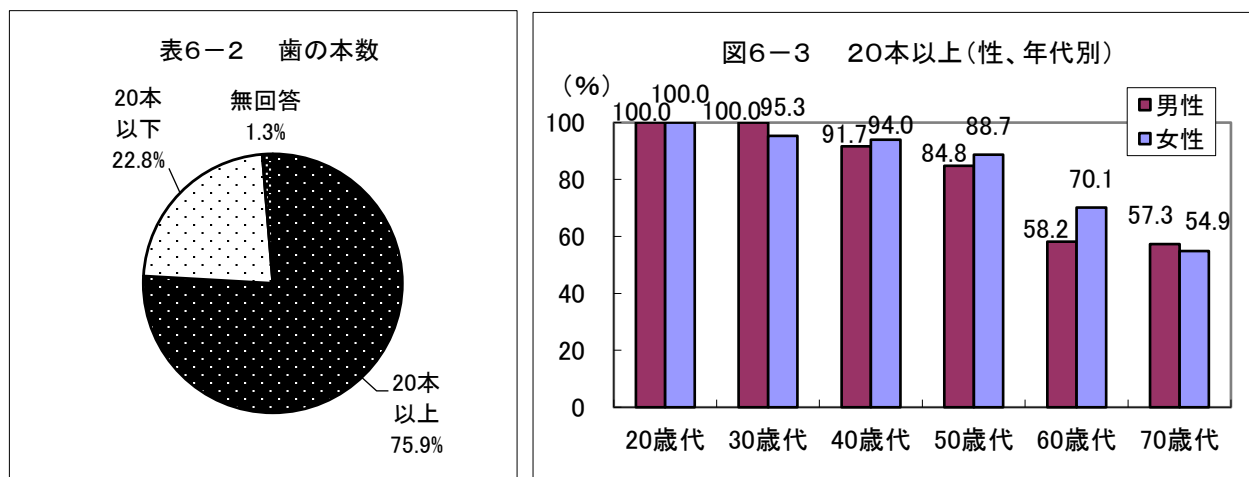 表6－2　歯の本数
20本
以下
22.8%
無回答
1.3%
20本
以上
75.9%
図6－3　20本以上(性、年代別)
(%)
男性
女性
100.0 100.0 100.0 95.3 91.7 94.0 84.8 88.7 58.2 70.1 57.3 54.9
100
80
60
40
20
0
20歳代 30歳代 40歳代 50歳代 60歳代 70歳代